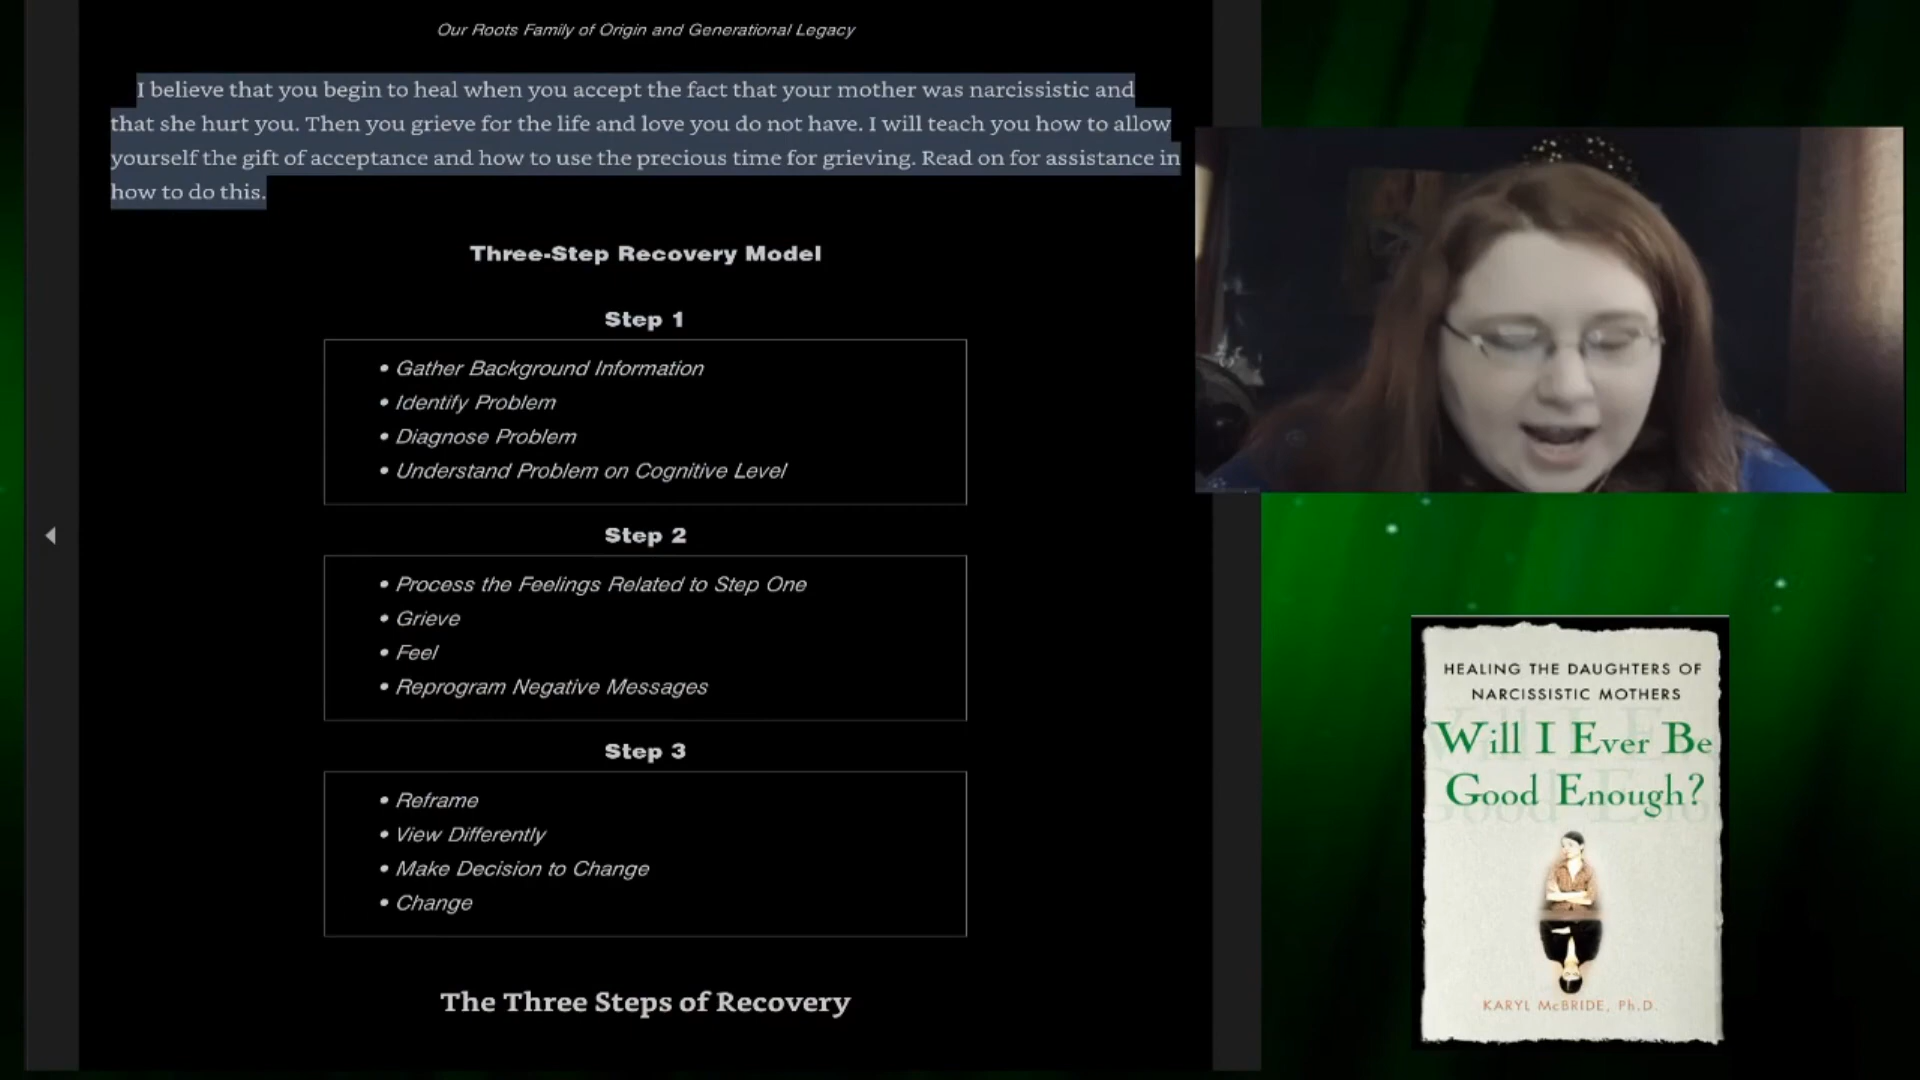 Our Roots Family of Origin and Generational Legacy
I believe that you begin to heal when you accept the fact that your mother was narcissistic and
that she hurt you. Then you grieve for the life and love you do not have. I will teach you how to allow
yourself the gift of acceptance and how to use the precious time for grieving. Read on for assistance in
how to do this.
Three-Step Recovery Model
Step 1
• Gather Background Information
• Identify Problem
• Diagnose Problem
• Understand Problem on Cognitive Level
Step 2
• Process the Feelings Related to Step One
• Grieve
• Feel
• Reprogram Negative Messages
Step 3
• Reframe
• View Differently
• Make Decision to Change
• Change
The Three Steps of Recovery
HEALING THE DAUGHTERS OF
NARCISSISTIC MOTHERS
Will I Ever Be
Good Enough?
KARYL McBRIDE, Ph.D.